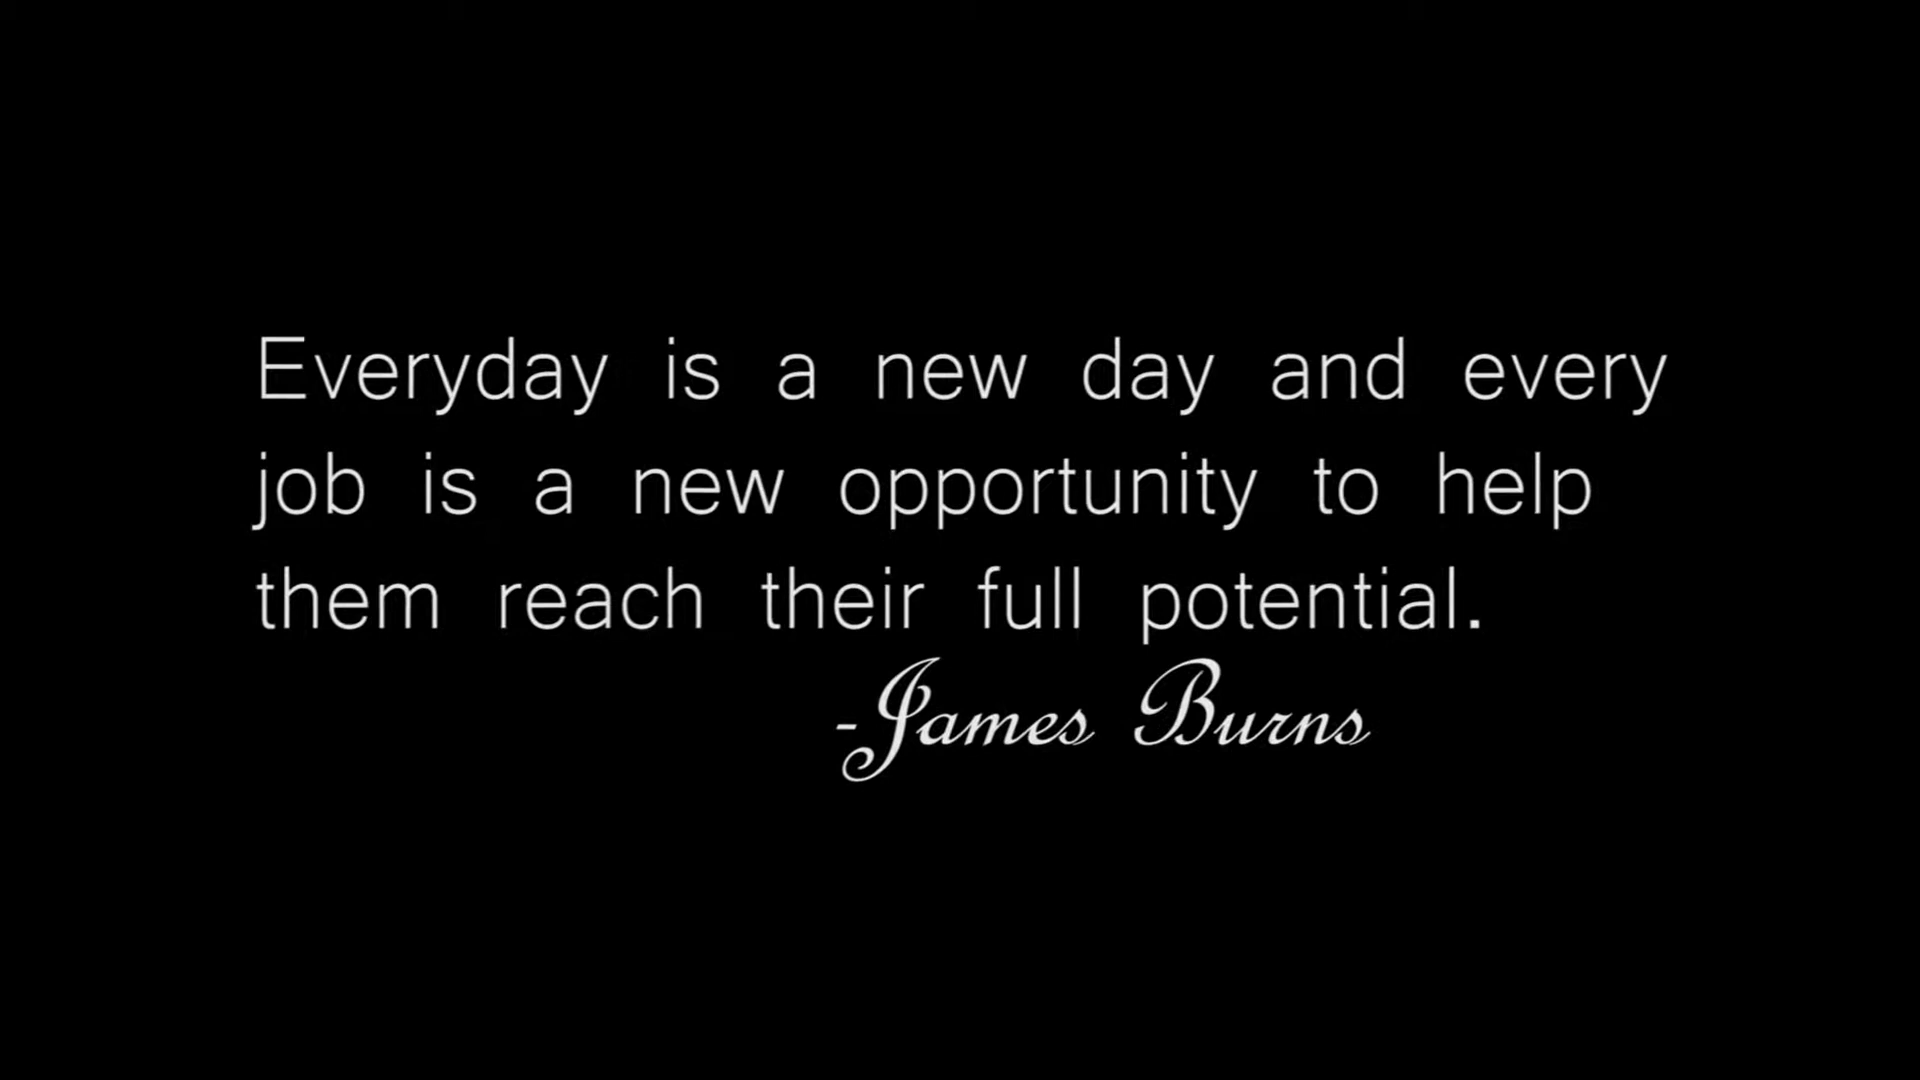 Everyday is a new day and every
job is a new opportunity to help
them reach their full potential.
-James Burns